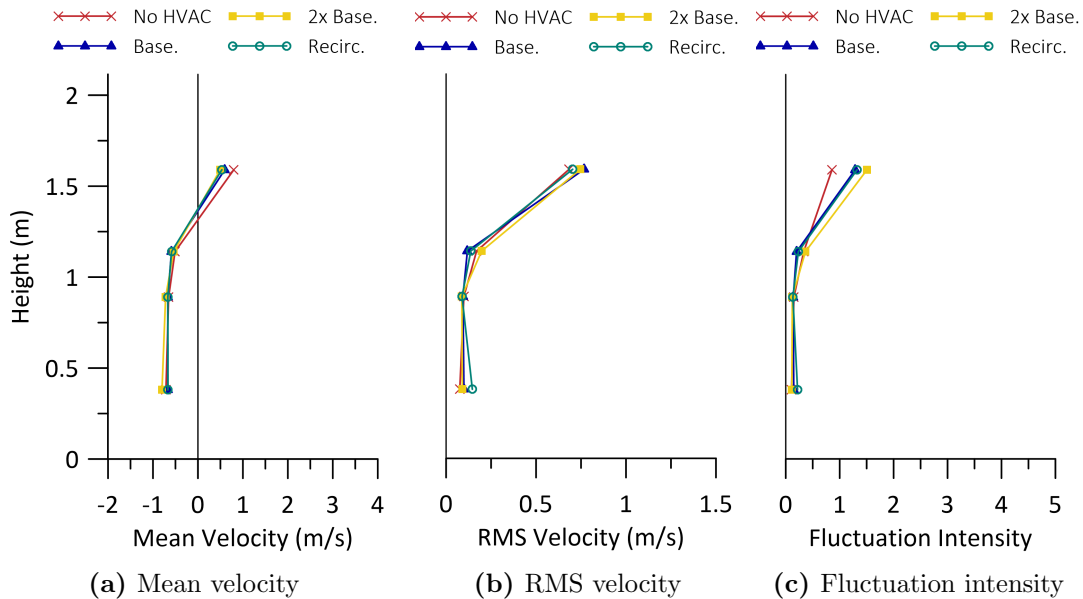 No HVAC 2x Base. No HVAC 2x Base. No HVAC 2x Base.
Base. Recirc. Base. Recirc. Base. Recirc.
2
1.5
1
0.5
0
Height (m)
-2 -1 0 1 2 3 4 0 0.5 1 1.5 0 1 2 3 4 5
Mean Velocity (m/s) RMS Velocity (m/s) Fluctuation Intensity
(a) Mean velocity (b) RMS velocity (c) Fluctuation intensity